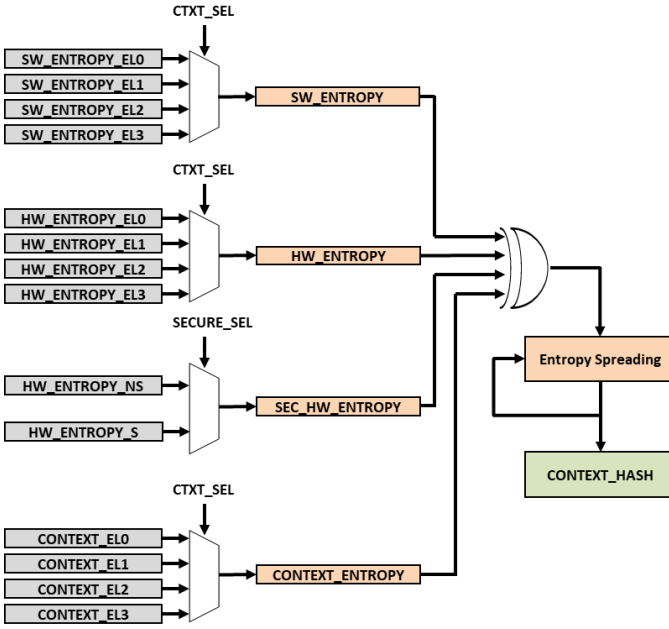 CTXT_SEL
SW_ENTROPY_EL0
SW_ENTROPY_EL1
SW_ENTROPY_EL2
SW_ENTROPY_EL3
SW_ENTROPY
CTXT_SEL
HW_ENTROPY_EL0
HW_ENTROPY_EL1
HW_ENTROPY_EL2
HW_ENTROPY_EL3
HW_ENTROPY
SECURE_SEL
HW_ENTROPY_NS
HW_ENTROPY_S
SEC_HW_ENTROPY
Entropy Spreading
CONTEXT_HASH
CTXT_SEL
CONTEXT_EL0
CONTEXT_EL1
CONTEXT_EL2
CONTEXT_EL3
CONTEXT_ENTROPY